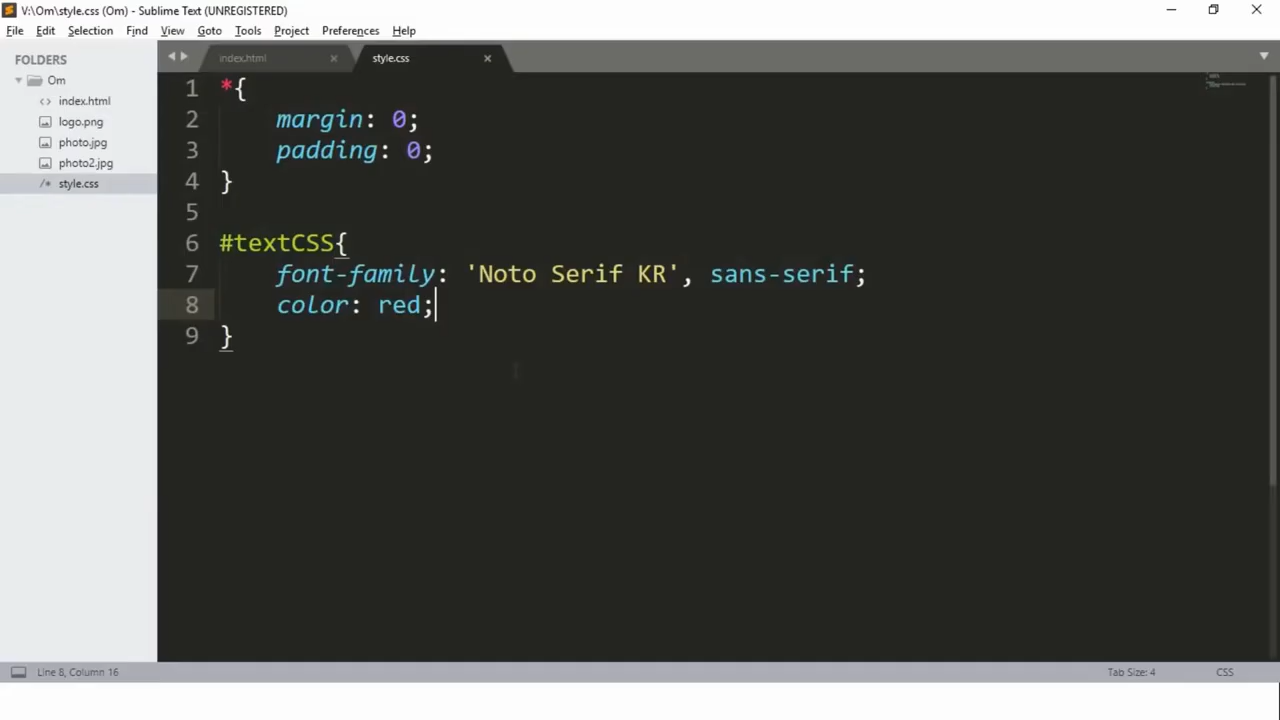 V:\Om\style.css (Om) - Sublime Text (UNREGISTERED)
File Edit Selection Find View Goto Tools Project Preferences Help
FOLDERS
Om
index.html
logo.png
photo.jpg
photo2.jpg
style.css
index.html style.css
1 *{
2 margin: 0;
3 padding: 0;
4 }
5
6 #textCSS{
7 font-family: 'Noto Serif KR', sans-serif;
8 color: red;
9 }
Line 8, Column 16
Tab Size: 4 CSS